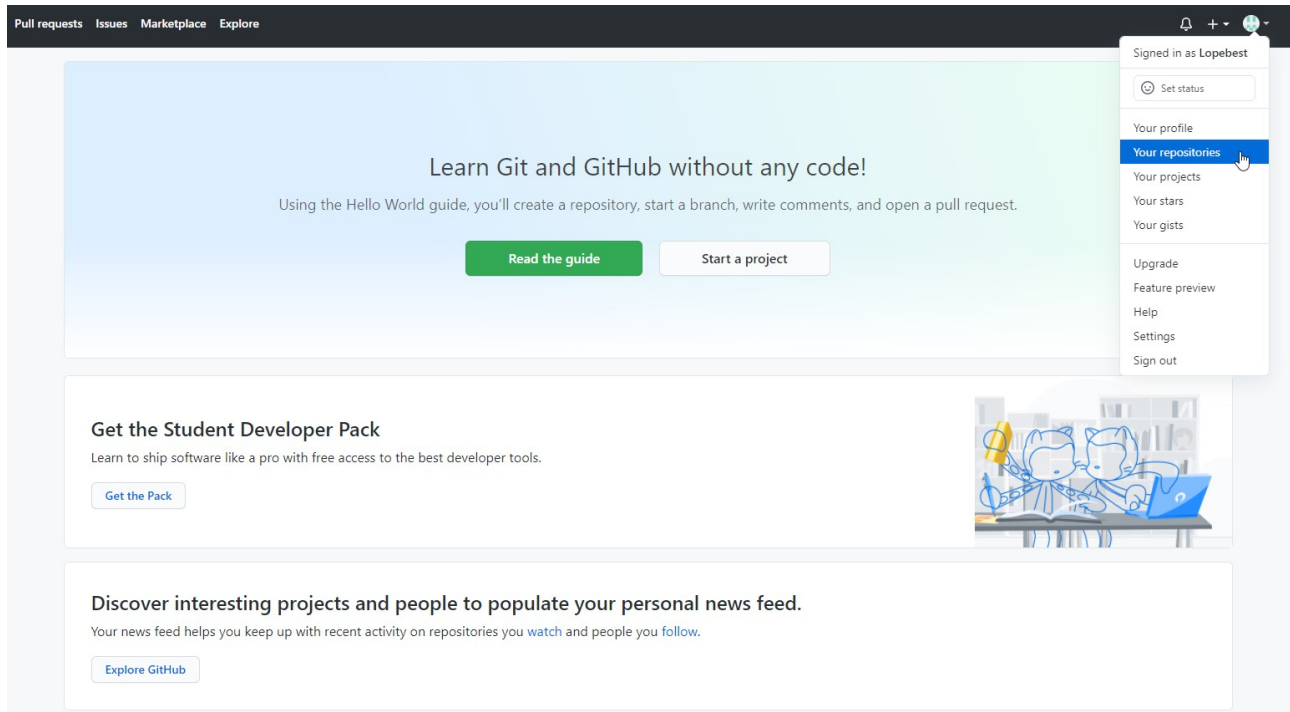 Pull requests Issues Marketplace Explore
Signed in as Lopebest
Set status
Your profile
Your repositories
Your projects
Your stars
Your gists
Upgrade
Feature preview
Help
Settings
Sign out
Learn Git and GitHub without any code!
Using the Hello World guide, you’ll create a repository, start a branch, write comments, and open a pull request.
Read the guide Start a project
Get the Student Developer Pack
Learn to ship software like a pro with free access to the best developer tools.
Get the Pack
Discover interesting projects and people to populate your personal news feed.
Your news feed helps you keep up with recent activity on repositories you watch and people you follow.
Explore GitHub